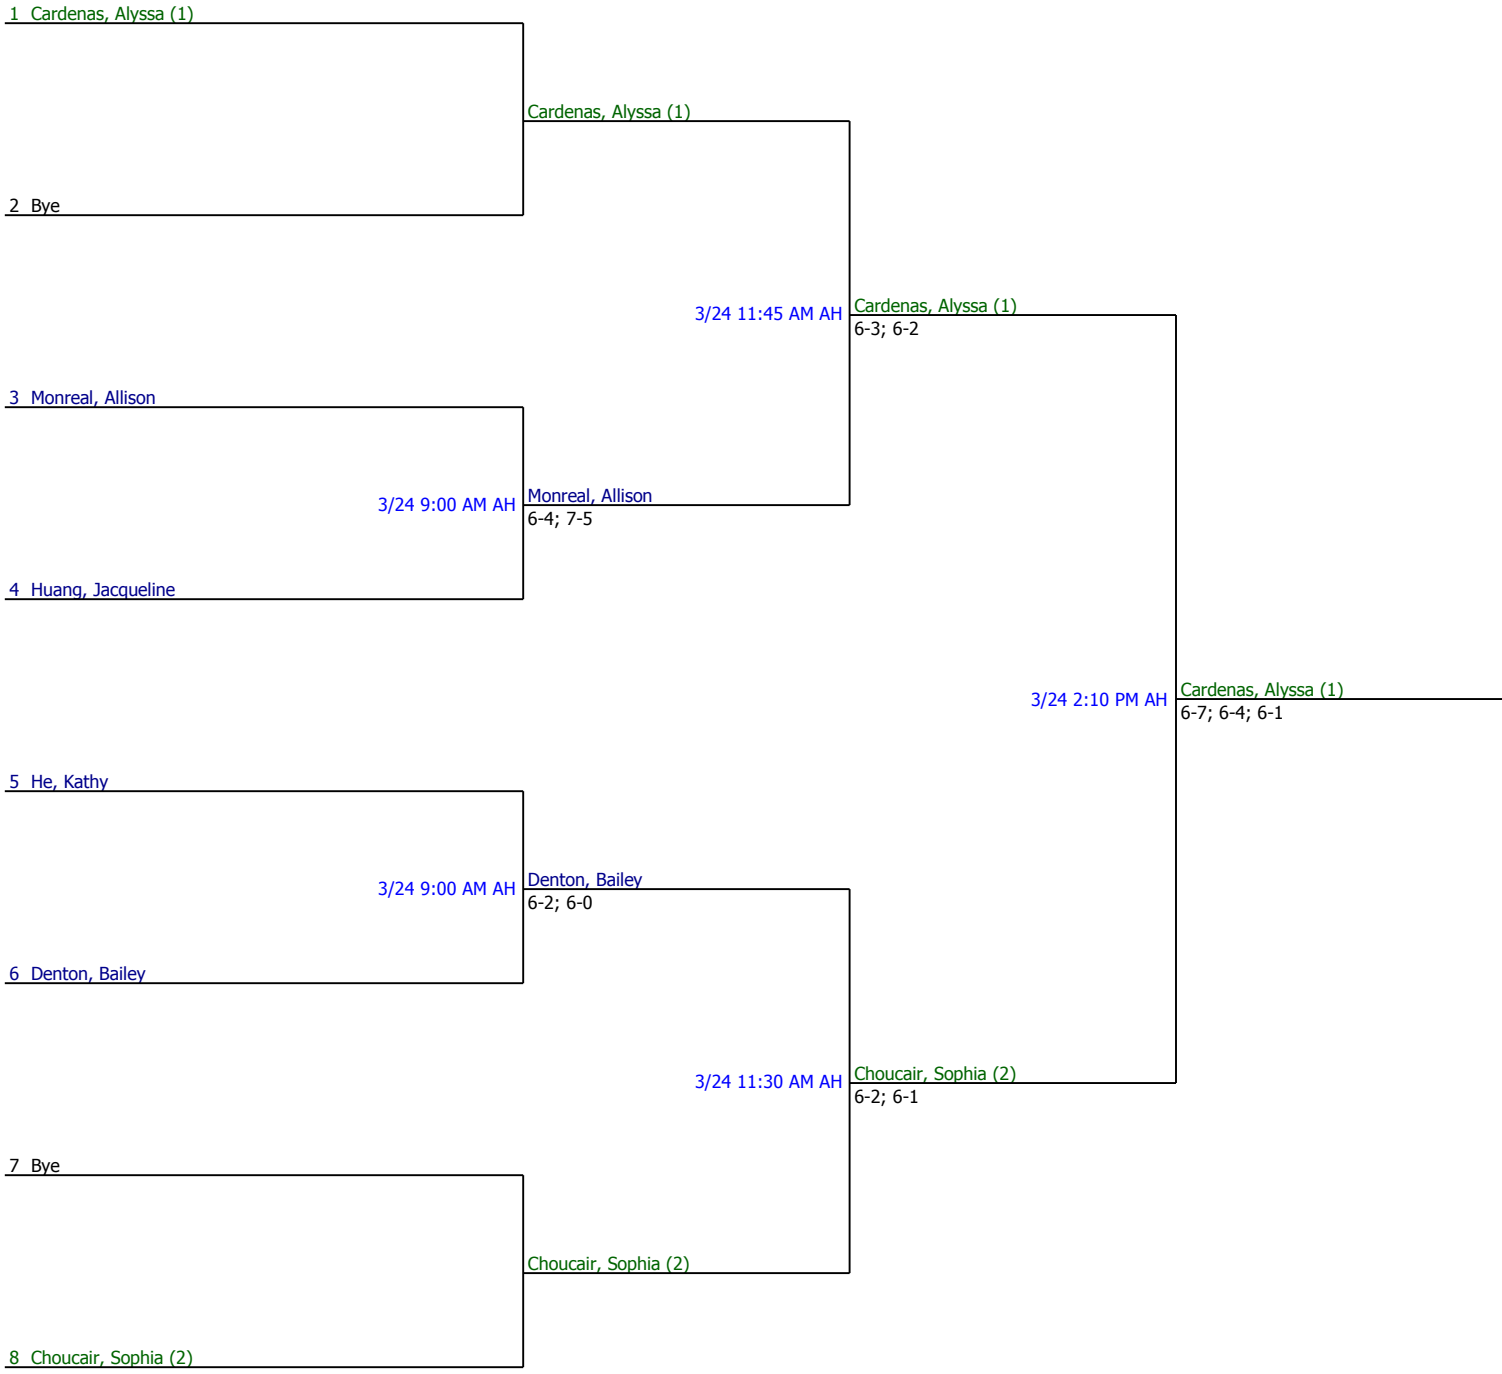 1 Cardenas, Alyssa (1)
Cardenas, Alyssa (1)
2 Bye
3/24 11:45 AM AH
Cardenas, Alyssa (1)
6-3; 6-2
3 Monreal, Allison
3/24 9:00 AM AH
Monreal, Allison
6-4; 7-5
4 Huang, Jacqueline
3/24 2:10 PM AH
Cardenas, Alyssa (1)
6-7; 6-4; 6-1
5 He, Kathy
3/24 9:00 AM AH
Denton, Bailey
6-2; 6-0
6 Denton, Bailey
3/24 11:30 AM AH
Choucair, Sophia (2)
6-2; 6-1
7 Bye
Choucair, Sophia (2)
8 Choucair, Sophia (2)